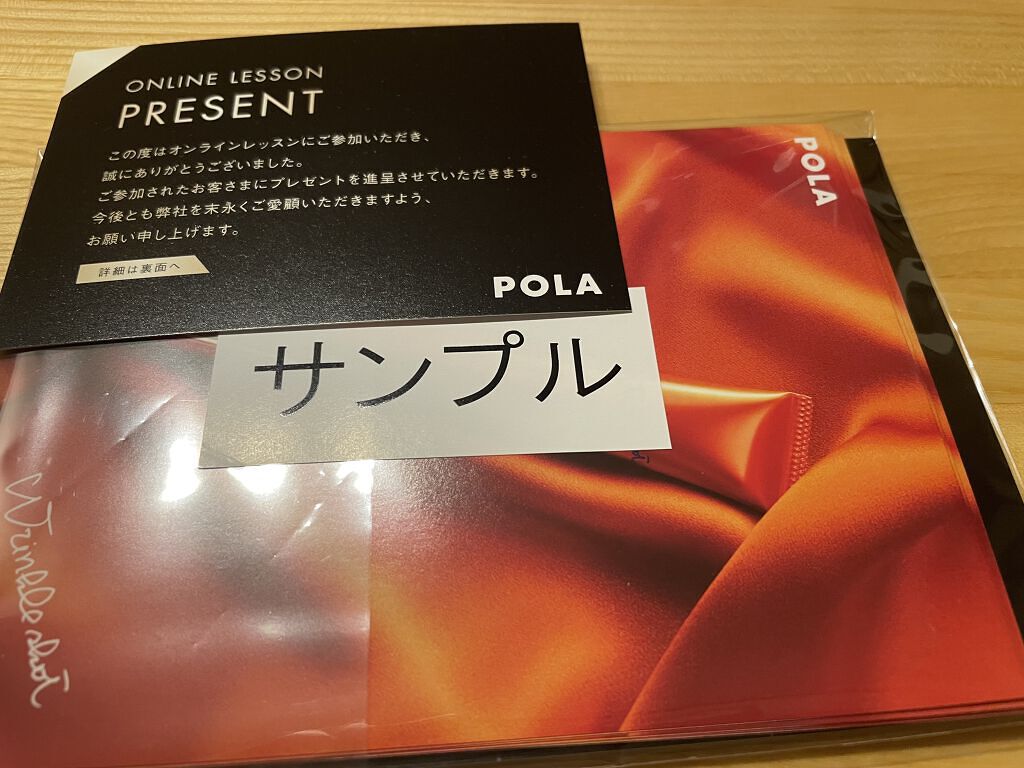 ONLINE LESSON
PRESENT
この度はオンラインレッスンにご参加いただき、
誠にありがとうございました。
ご参加されたお客さまにプレゼントを進呈させていただきます。
今後とも弊社を末永くご愛顧いただきますよう、
お願い申し上げます。
詳細は裏面へ
POLA
POLA
サンプル
Wrinkle shot